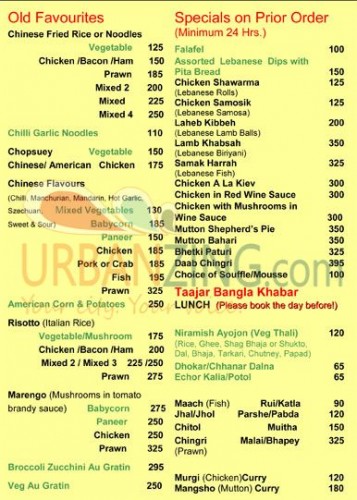 Old Favourites
Chinese Fried Rice or Noodles
Vegetable 125
Chicken /Bacon /Ham 150
Prawn 185
Mixed 2 200
Mixed 225
Mixed 4 250
Chilli Garlic Noodles 110
Chopsuey Vegetable 150
Chinese/ American Chicken 175
Chinese Flavours
(Chilli, Manchurian, Mandarin, Hot Garlic,
Szechuan, Mixed Vegetables 130
Sweet & Sour) Babycorn 185
Paneer 150
Chicken 185
Pork or Crab 185
Fish 195
Prawn 325
American Corn & Potatoes 250
Risotto (Italian Rice)
Vegetable/Mushroom 175
Chicken /Bacon /Ham 200
Mixed 2 / Mixed 3 225 /250
Prawn 275
Marengo (Mushrooms in tomato
brandy sauce) Babycorn 275
Paneer 250
Chicken 250
Prawn 325
Broccoli Zucchini Au Gratin 295
Veg Au Gratin 250
Specials on Prior Order
(Minimum 24 Hrs.)
Falafel 100
Assorted Lebanese Dips with
Pita Bread 150
Chicken Shawarma 125
(Lebanese Rolls)
Chicken Samosik 125
(Lebanese Samosa)
Laheb Kibbeh 200
(Lebanese Lamb Balls)
Lamb Khabsah 350
(Lebanese Biriyani)
Samak Harrah 325
(Lebanese Fish)
Chicken A La Kiev 300
Chicken in Red Wine Sauce 300
Chicken with Mushrooms in
Wine Sauce 300
Mutton Shepherd's Pie 350
Mutton Bahari 350
Bhetki Paturi 325
Daab Chingri 395
Choice of Souffle/Mousse 100
Taajar Bangla Khabar
LUNCH (Please book the day before!)
Niramish Ayojon (Veg Thali) 120
(Rice, Ghee, Shag Bhaja or Shukto,
Dal, Bhaja, Tarkari, Chutney, Papad)
Dhokar/Chhanar Dalna 65
Echor Kalia/Potol 65
Maach (Fish) Rui/Katla 90
Jhal/Jhol Parshe/Pabda 120
Chitol Muitha 150
Chingri Malai/Bhapey 325
(Prawn)
Murgi (Chicken)Curry 120
Mangsho (Mutton) Curry 180
URBANZING.com